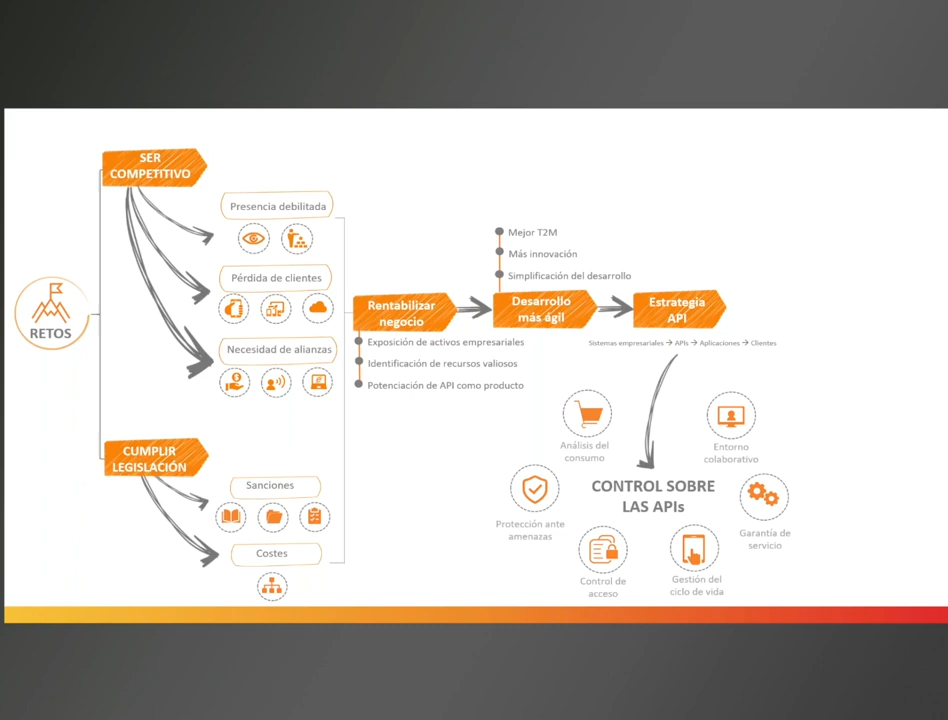 RETOS
SER
COMPETITIVO
Presencia debilitada
Pérdida de clientes
Necesidad de alianzas
CUMPLIR
LEGISLACIÓN
Sanciones
Costes
Rentabilizar
negocio
Exposición de activos empresariales
Identificación de recursos valiosos
Potenciación de API como producto
Mejor T2M
Más innovación
Simplificación del desarrollo
Desarrollo
más ágil
Estrategia
API
Sistemas empresariales → APIs → Aplicaciones → Clientes
CONTROL SOBRE
LAS APIs
Análisis del
consumo
Entorno
colaborativo
Protección ante
amenazas
Garantía de
servicio
Control de
acceso
Gestión del
ciclo de vida